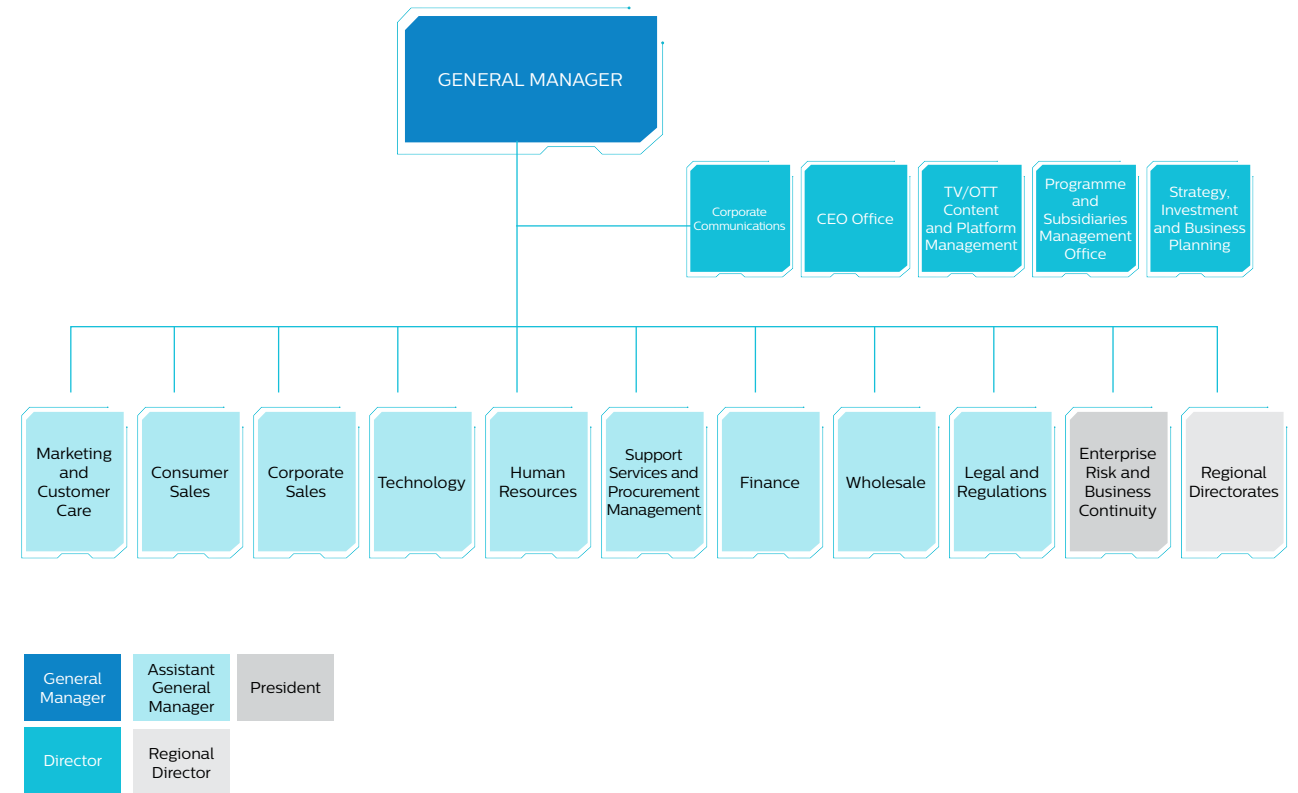 GENERAL MANAGER
Corporate
Communications
CEO Office
TV/OTT
Content
and Platform
Management
Programme
and
Subsidiaries
Management
Office
Strategy,
Investment
and Business
Planning
Marketing
and
Customer
Care
Consumer
Sales
Corporate
Sales
Technology
Human
Resources
Support
Services and
Procurement
Management
Finance
Wholesale
Legal and
Regulations
Enterprise
Risk and
Business
Continuity
Regional
Directorates
General
Manager
Assistant
General
Manager
President
Director
Regional
Director